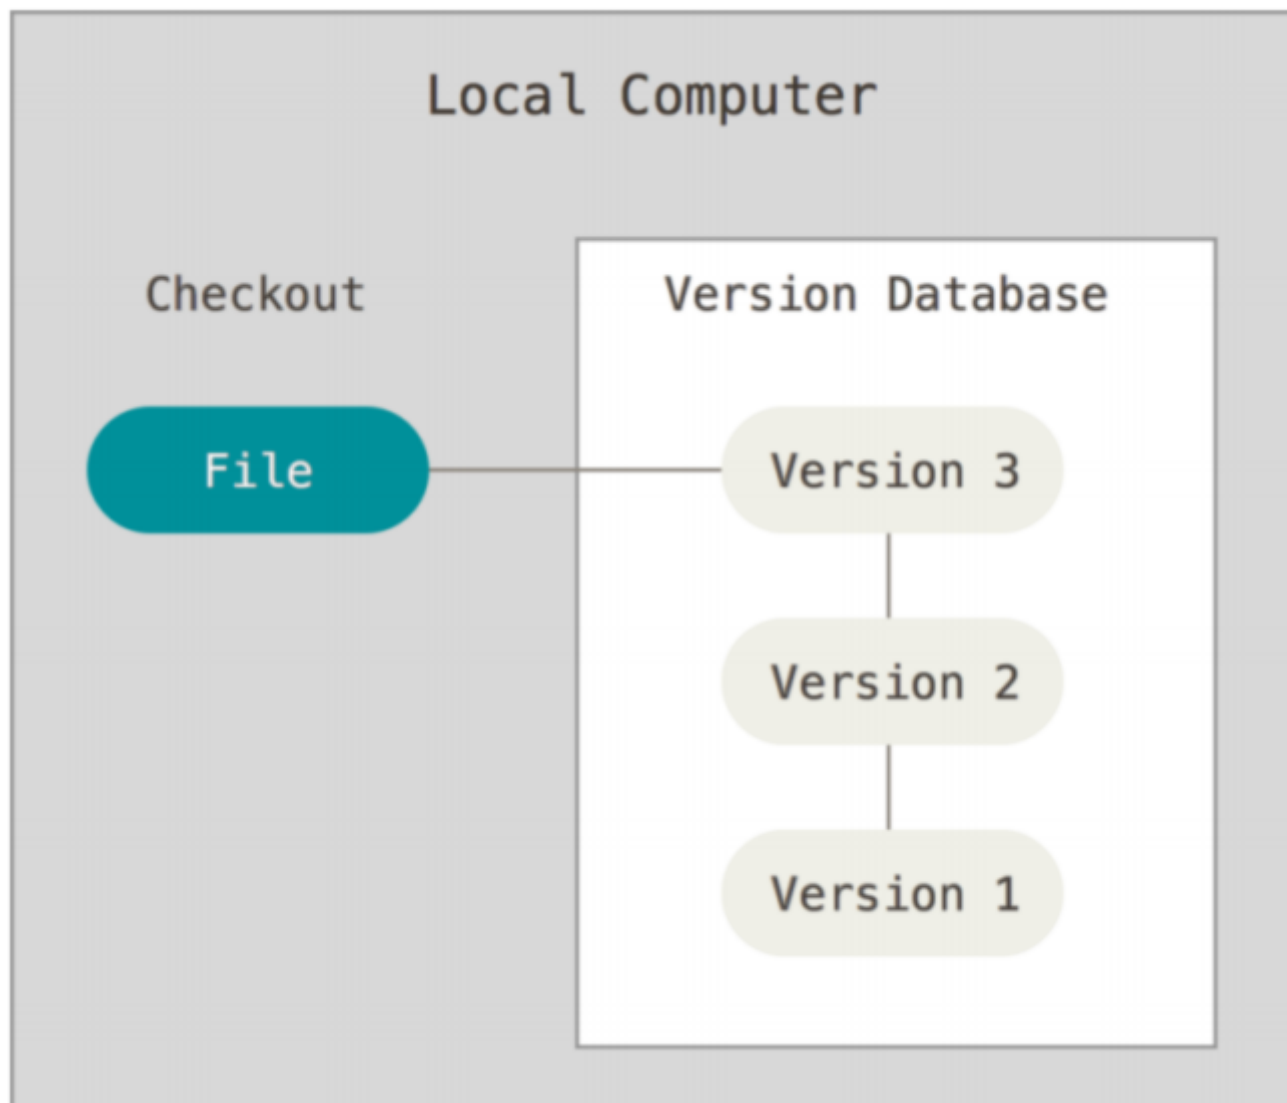 Local Computer
Checkout
Version Database
File
Version 3
Version 2
Version 1